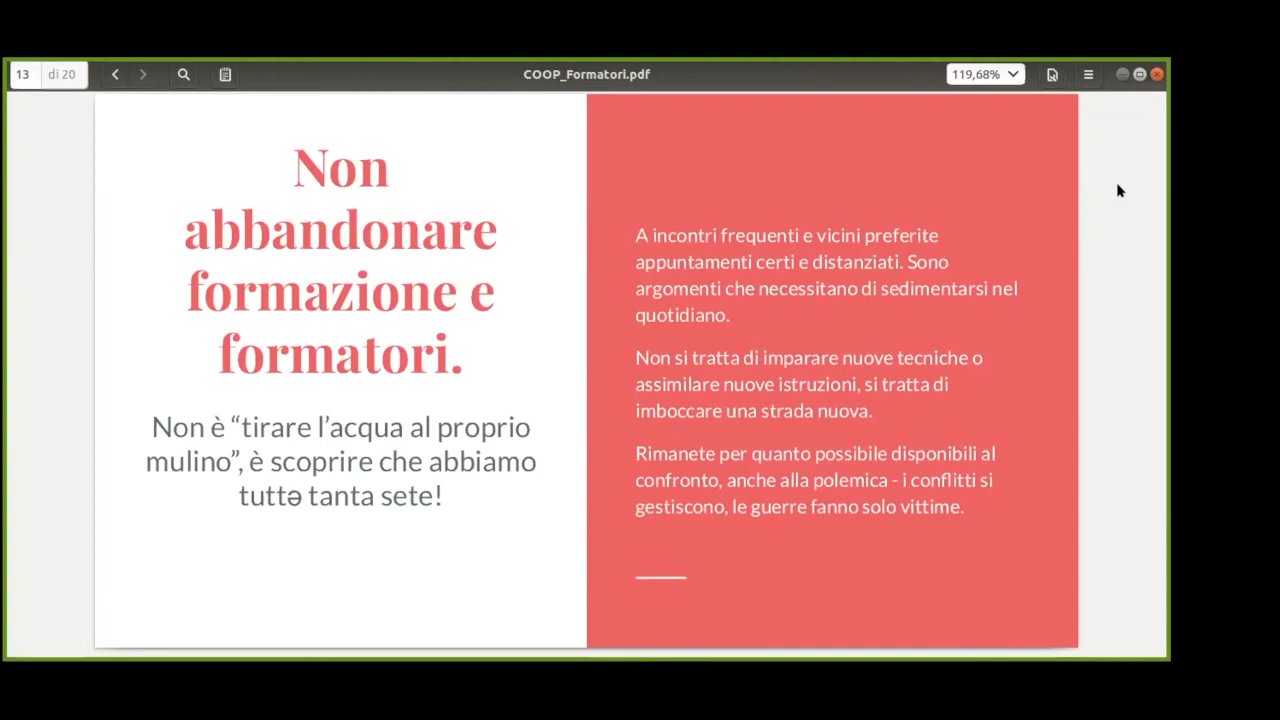 13
di 20
COOP_Formatori.pdf
119,68%
Non
abbandonare
formazione e
formatori.
Non è “tirare l’acqua al proprio
mulino”, è scoprire che abbiamo
tuttə tanta sete!
A incontri frequenti e vicini preferite
appuntamenti certi e distanziati. Sono
argomenti che necessitano di sedimentarsi nel
quotidiano.
Non si tratta di imparare nuove tecniche o
assimilare nuove istruzioni, si tratta di
imboccare una strada nuova.
Rimanete per quanto possibile disponibili al
confronto, anche alla polemica - i conflitti si
gestiscono, le guerre fanno solo vittime.